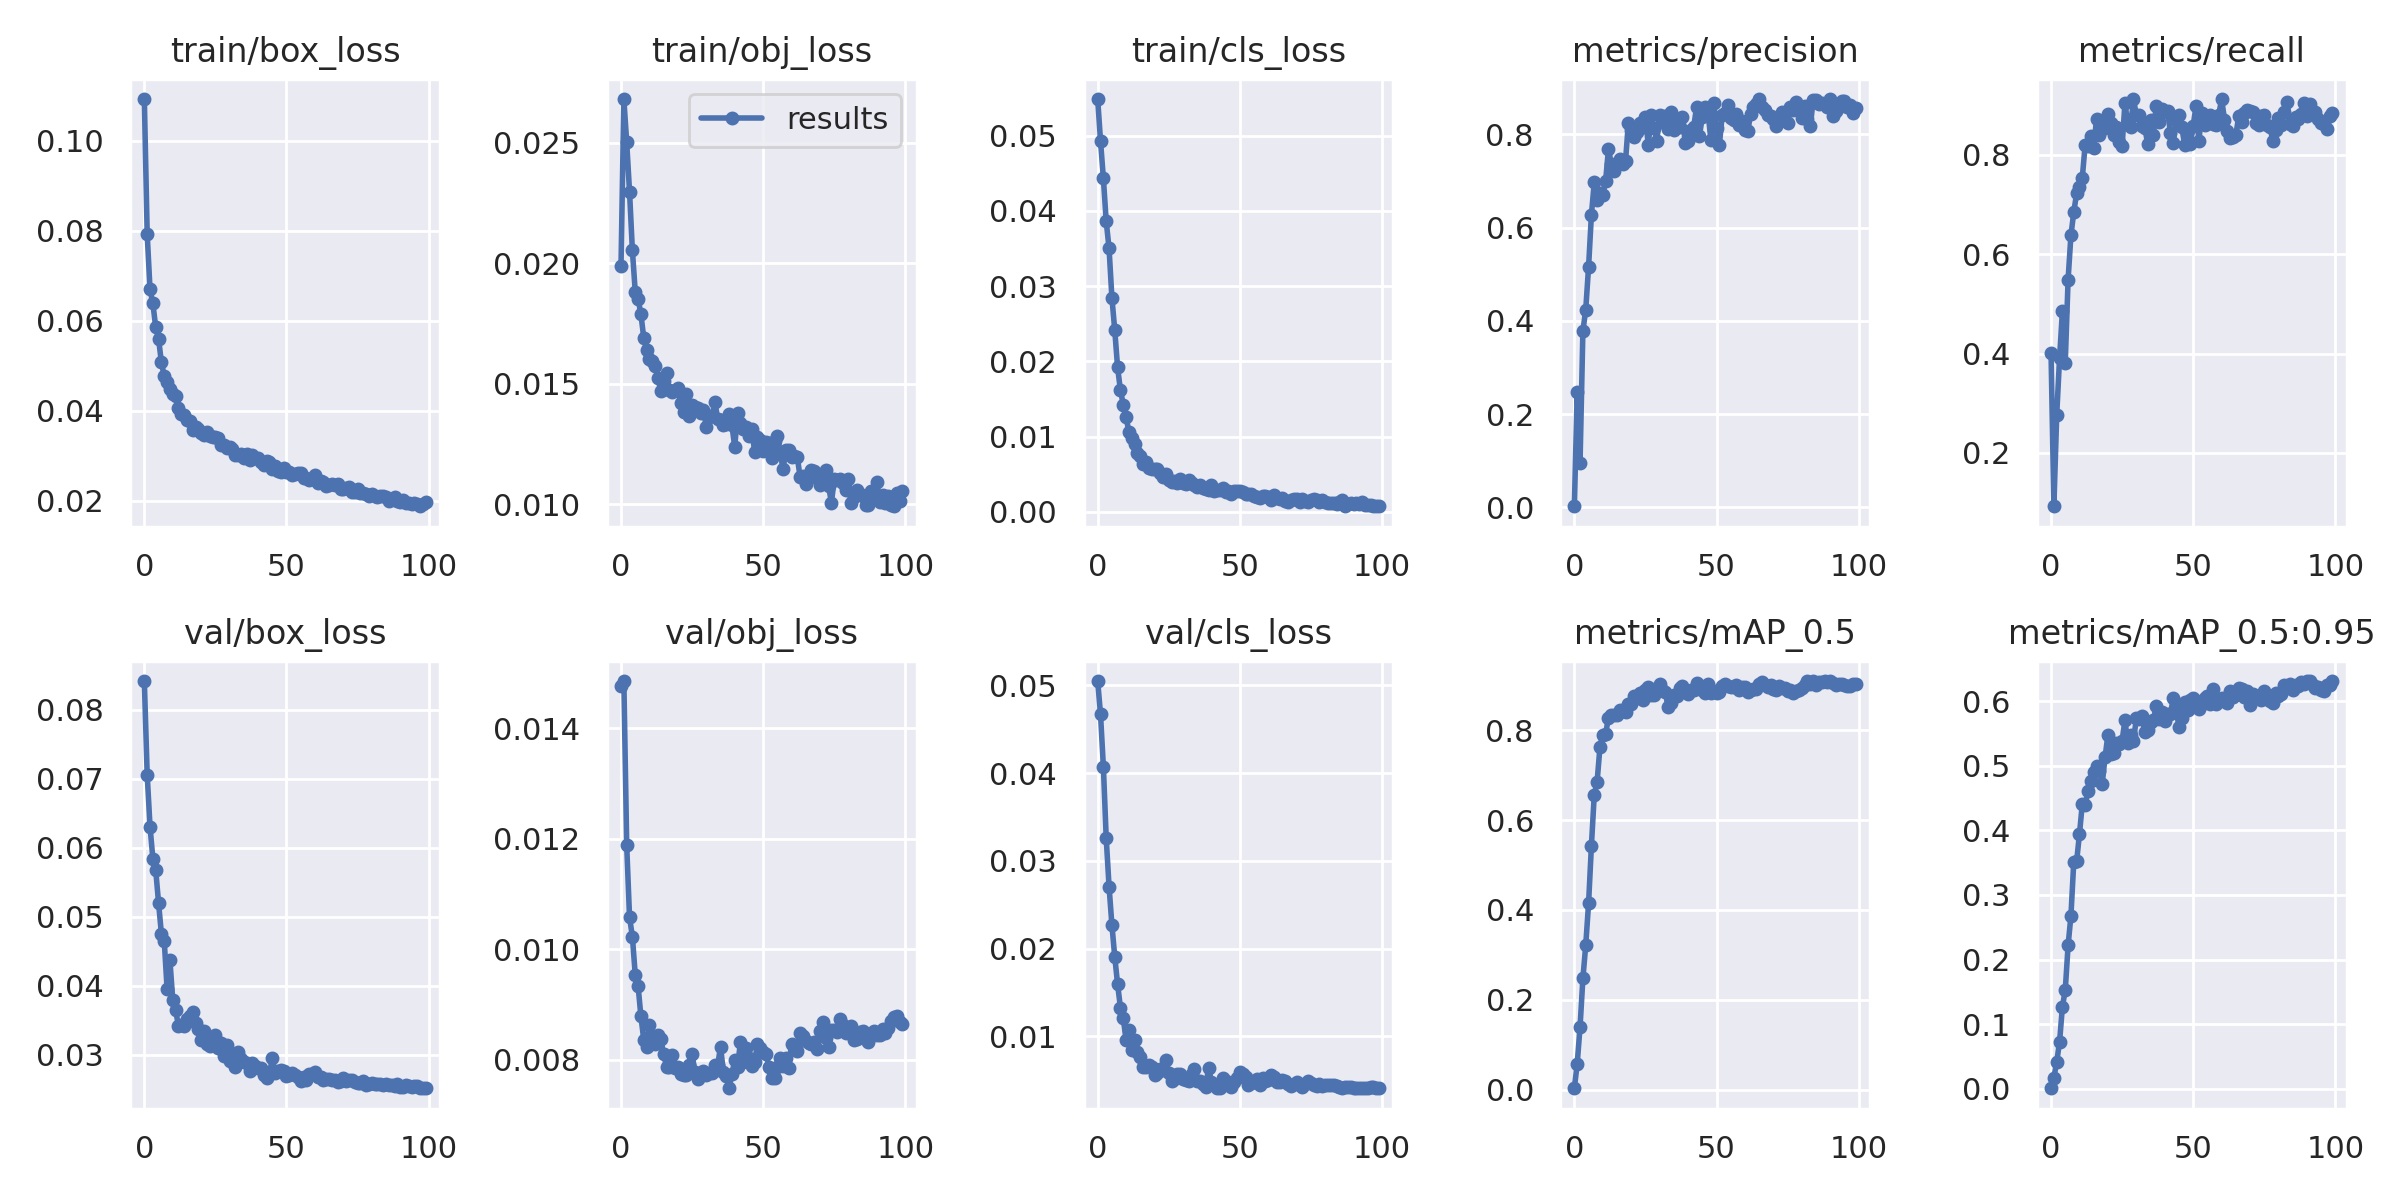 train/box_loss
0.10
0.08
0.06
0.04
0.02
0 50 100
train/obj_loss
results
0.025
0.020
0.015
0.010
0 50 100
train/cls_loss
0.05
0.04
0.03
0.02
0.01
0.00
0 50 100
metrics/precision
0.8
0.6
0.4
0.2
0.0
0 50 100
metrics/recall
0.8
0.6
0.4
0.2
0 50 100
val/box_loss
0.08
0.07
0.06
0.05
0.04
0.03
0 50 100
val/obj_loss
0.014
0.012
0.010
0.008
0 50 100
val/cls_loss
0.05
0.04
0.03
0.02
0.01
0 50 100
metrics/mAP_0.5
0.8
0.6
0.4
0.2
0.0
0 50 100
metrics/mAP_0.5:0.95
0.6
0.5
0.4
0.3
0.2
0.1
0.0
0 50 100